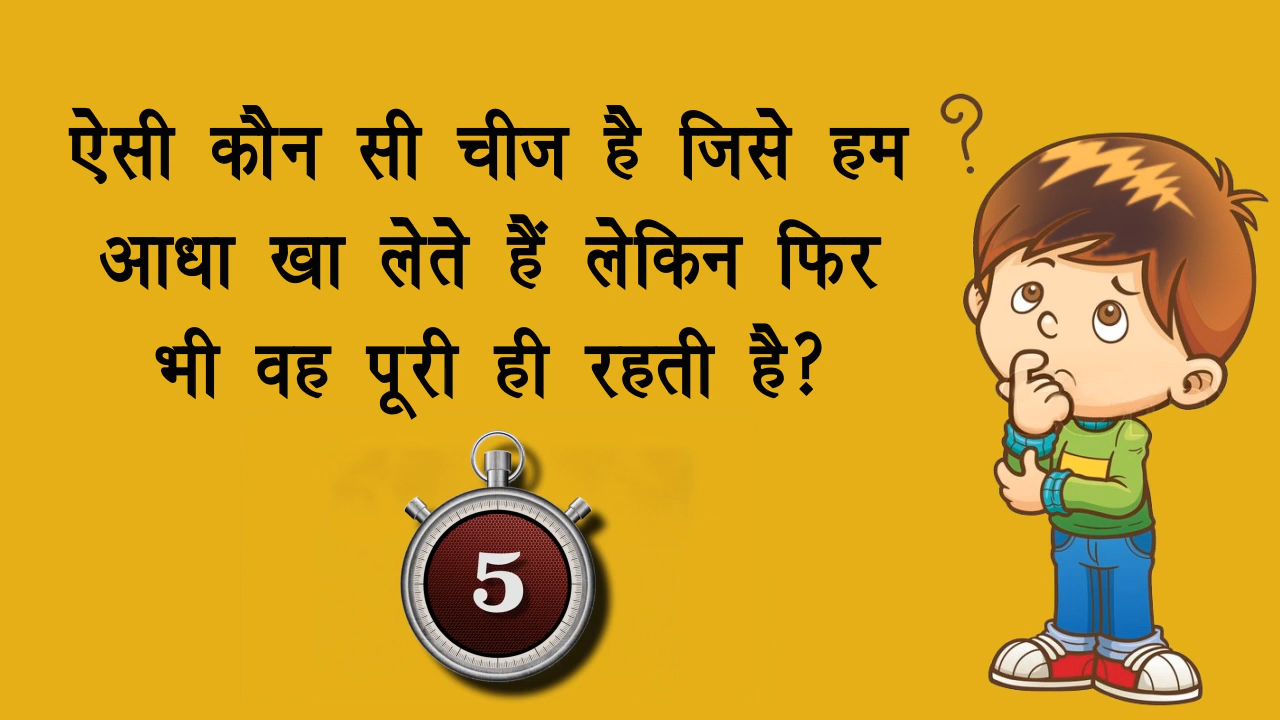 ऐसी कौन सी चीज है जिसे हम
आधा खा लेते हैं लेकिन फिर
भी वह पूरी ही रहती है?
?
5